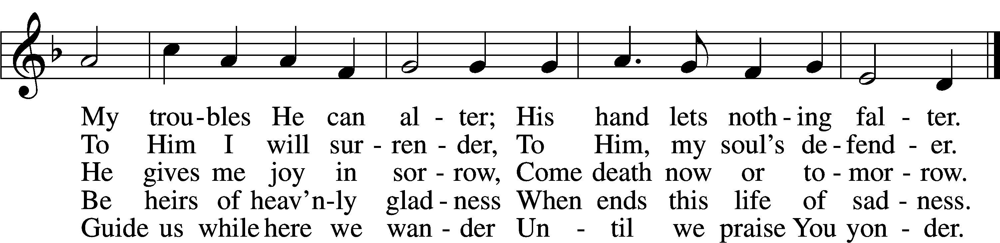 My trou-bles He can al - ter; His hand lets noth - ing fal - ter.
To Him I will sur - ren - der, To Him, my soul's de - fend - er.
He gives me joy in sor - row, Come death now or to - mor - row.
Be heirs of heav'n-ly glad - ness When ends this life of sad - ness.
Guide us while here we wan - der Un - til we praise You yon - der.